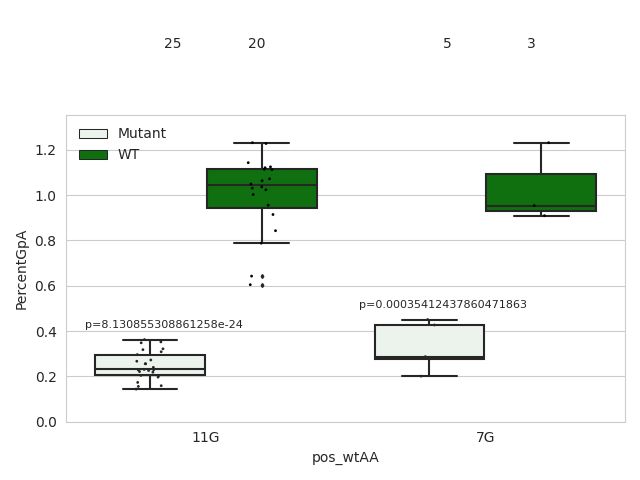 25 20 5 3
Mutant
WT
1.2
1.0
0.8
0.6
0.4
0.2
0.0
PercentGpA
p=8.130855308861258e-24
p=0.00035412437860471863
11G 7G
pos_wtAA